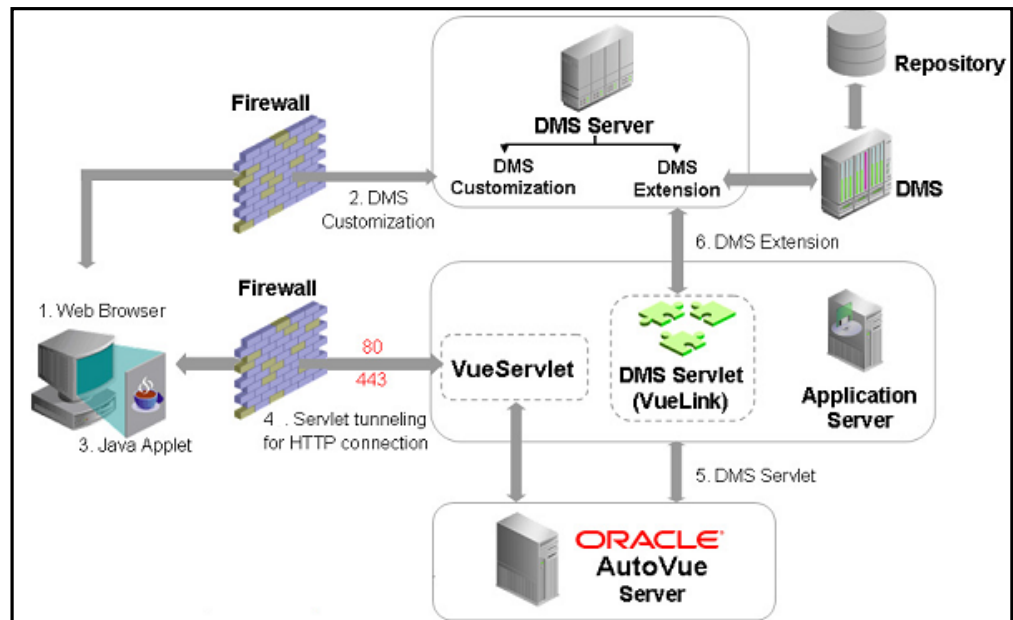 Repository
Firewall
DMS Server
DMS
Customization
DMS
Extension
DMS
2. DMS
Customization
6. DMS Extension
Firewall
1. Web Browser
80
443
VueServlet
DMS Servlet
(VueLink)
Application
Server
3. Java Applet
4 . Servlet tunneling
for HTTP connection
5. DMS Servlet
ORACLE®
AutoVue
Server